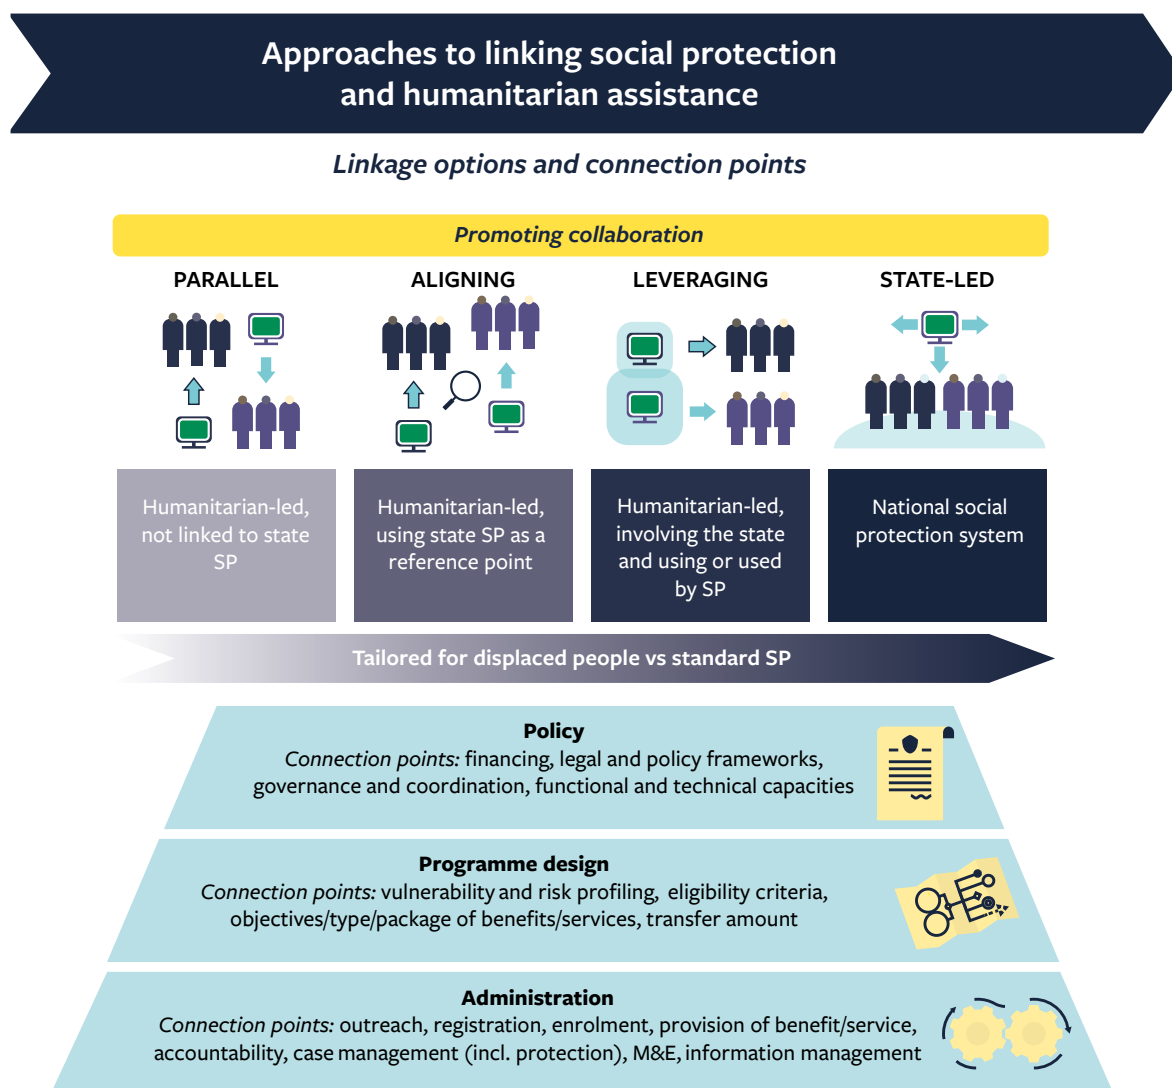 Approaches to linking social protection
and humanitarian assistance
Linkage options and connection points
Promoting collaboration
PARALLEL
ALIGNING
LEVERAGING
STATE-LED
Humanitarian-led,
not linked to state
SP
Humanitarian-led,
using state SP as a
reference point
Humanitarian-led,
involving the state
and using or used
by SP
National social
protection system
Tailored for displaced people vs standard SP
Policy
Connection points: financing, legal and policy frameworks,
governance and coordination, functional and technical capacities
Programme design
Connection points: vulnerability and risk profiling, eligibility criteria,
objectives/type/package of benefits/services, transfer amount
Administration
Connection points: outreach, registration, enrolment, provision of benefit/service,
accountability, case management (incl. protection), M&E, information management